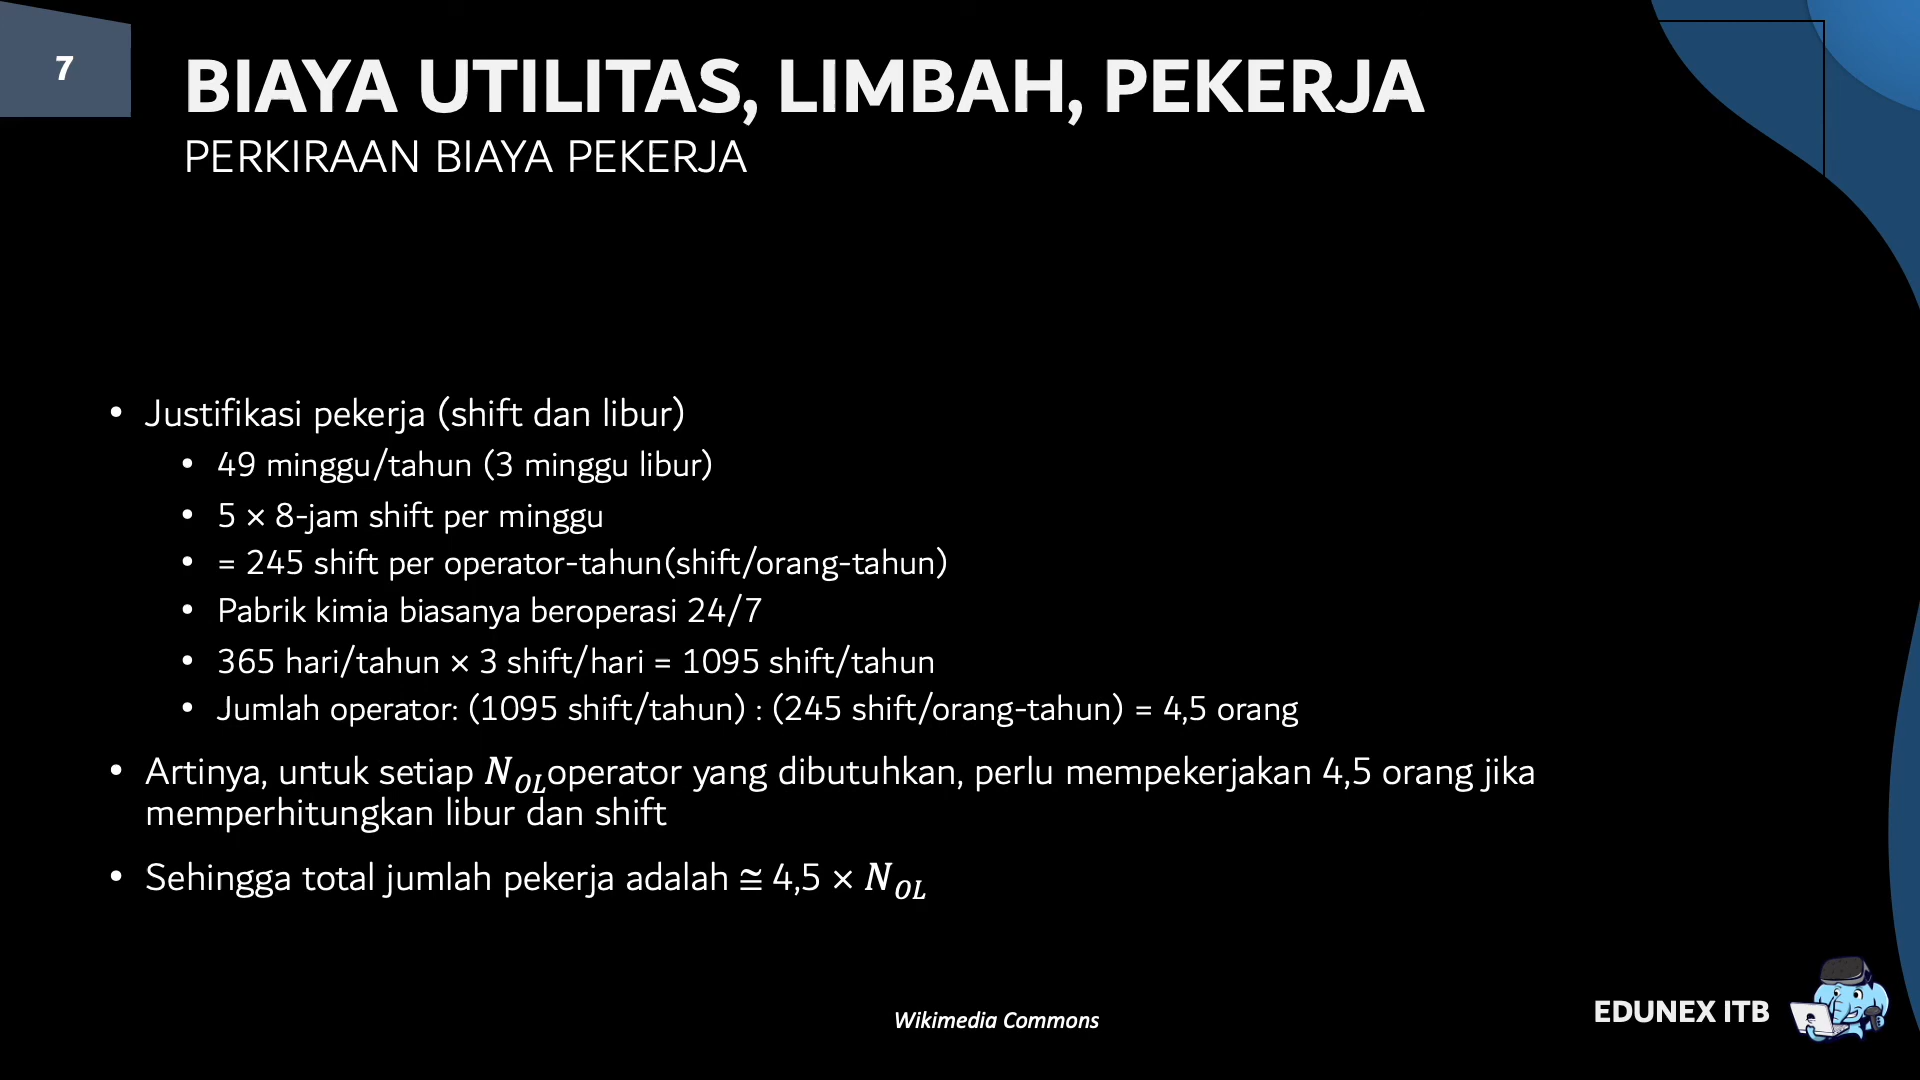 7
BIAYA UTILITAS, LIMBAH, PEKERJA
PERKIRAAN BIAYA PEKERJA
• Justifikasi pekerja (shift dan libur)
• 49 minggu/tahun (3 minggu libur)
• 5 × 8-jam shift per minggu
• = 245 shift per operator-tahun(shift/orang-tahun)
• Pabrik kimia biasanya beroperasi 24/7
• 365 hari/tahun × 3 shift/hari = 1095 shift/tahun
• Jumlah operator: (1095 shift/tahun) : (245 shift/orang-tahun) = 4,5 orang
• Artinya, untuk setiap N_OL operator yang dibutuhkan, perlu mempekerjakan 4,5 orang jika
memperhitungkan libur dan shift
• Sehingga total jumlah pekerja adalah ≅ 4,5 × N_OL
Wikimedia Commons
EDUNEX ITB